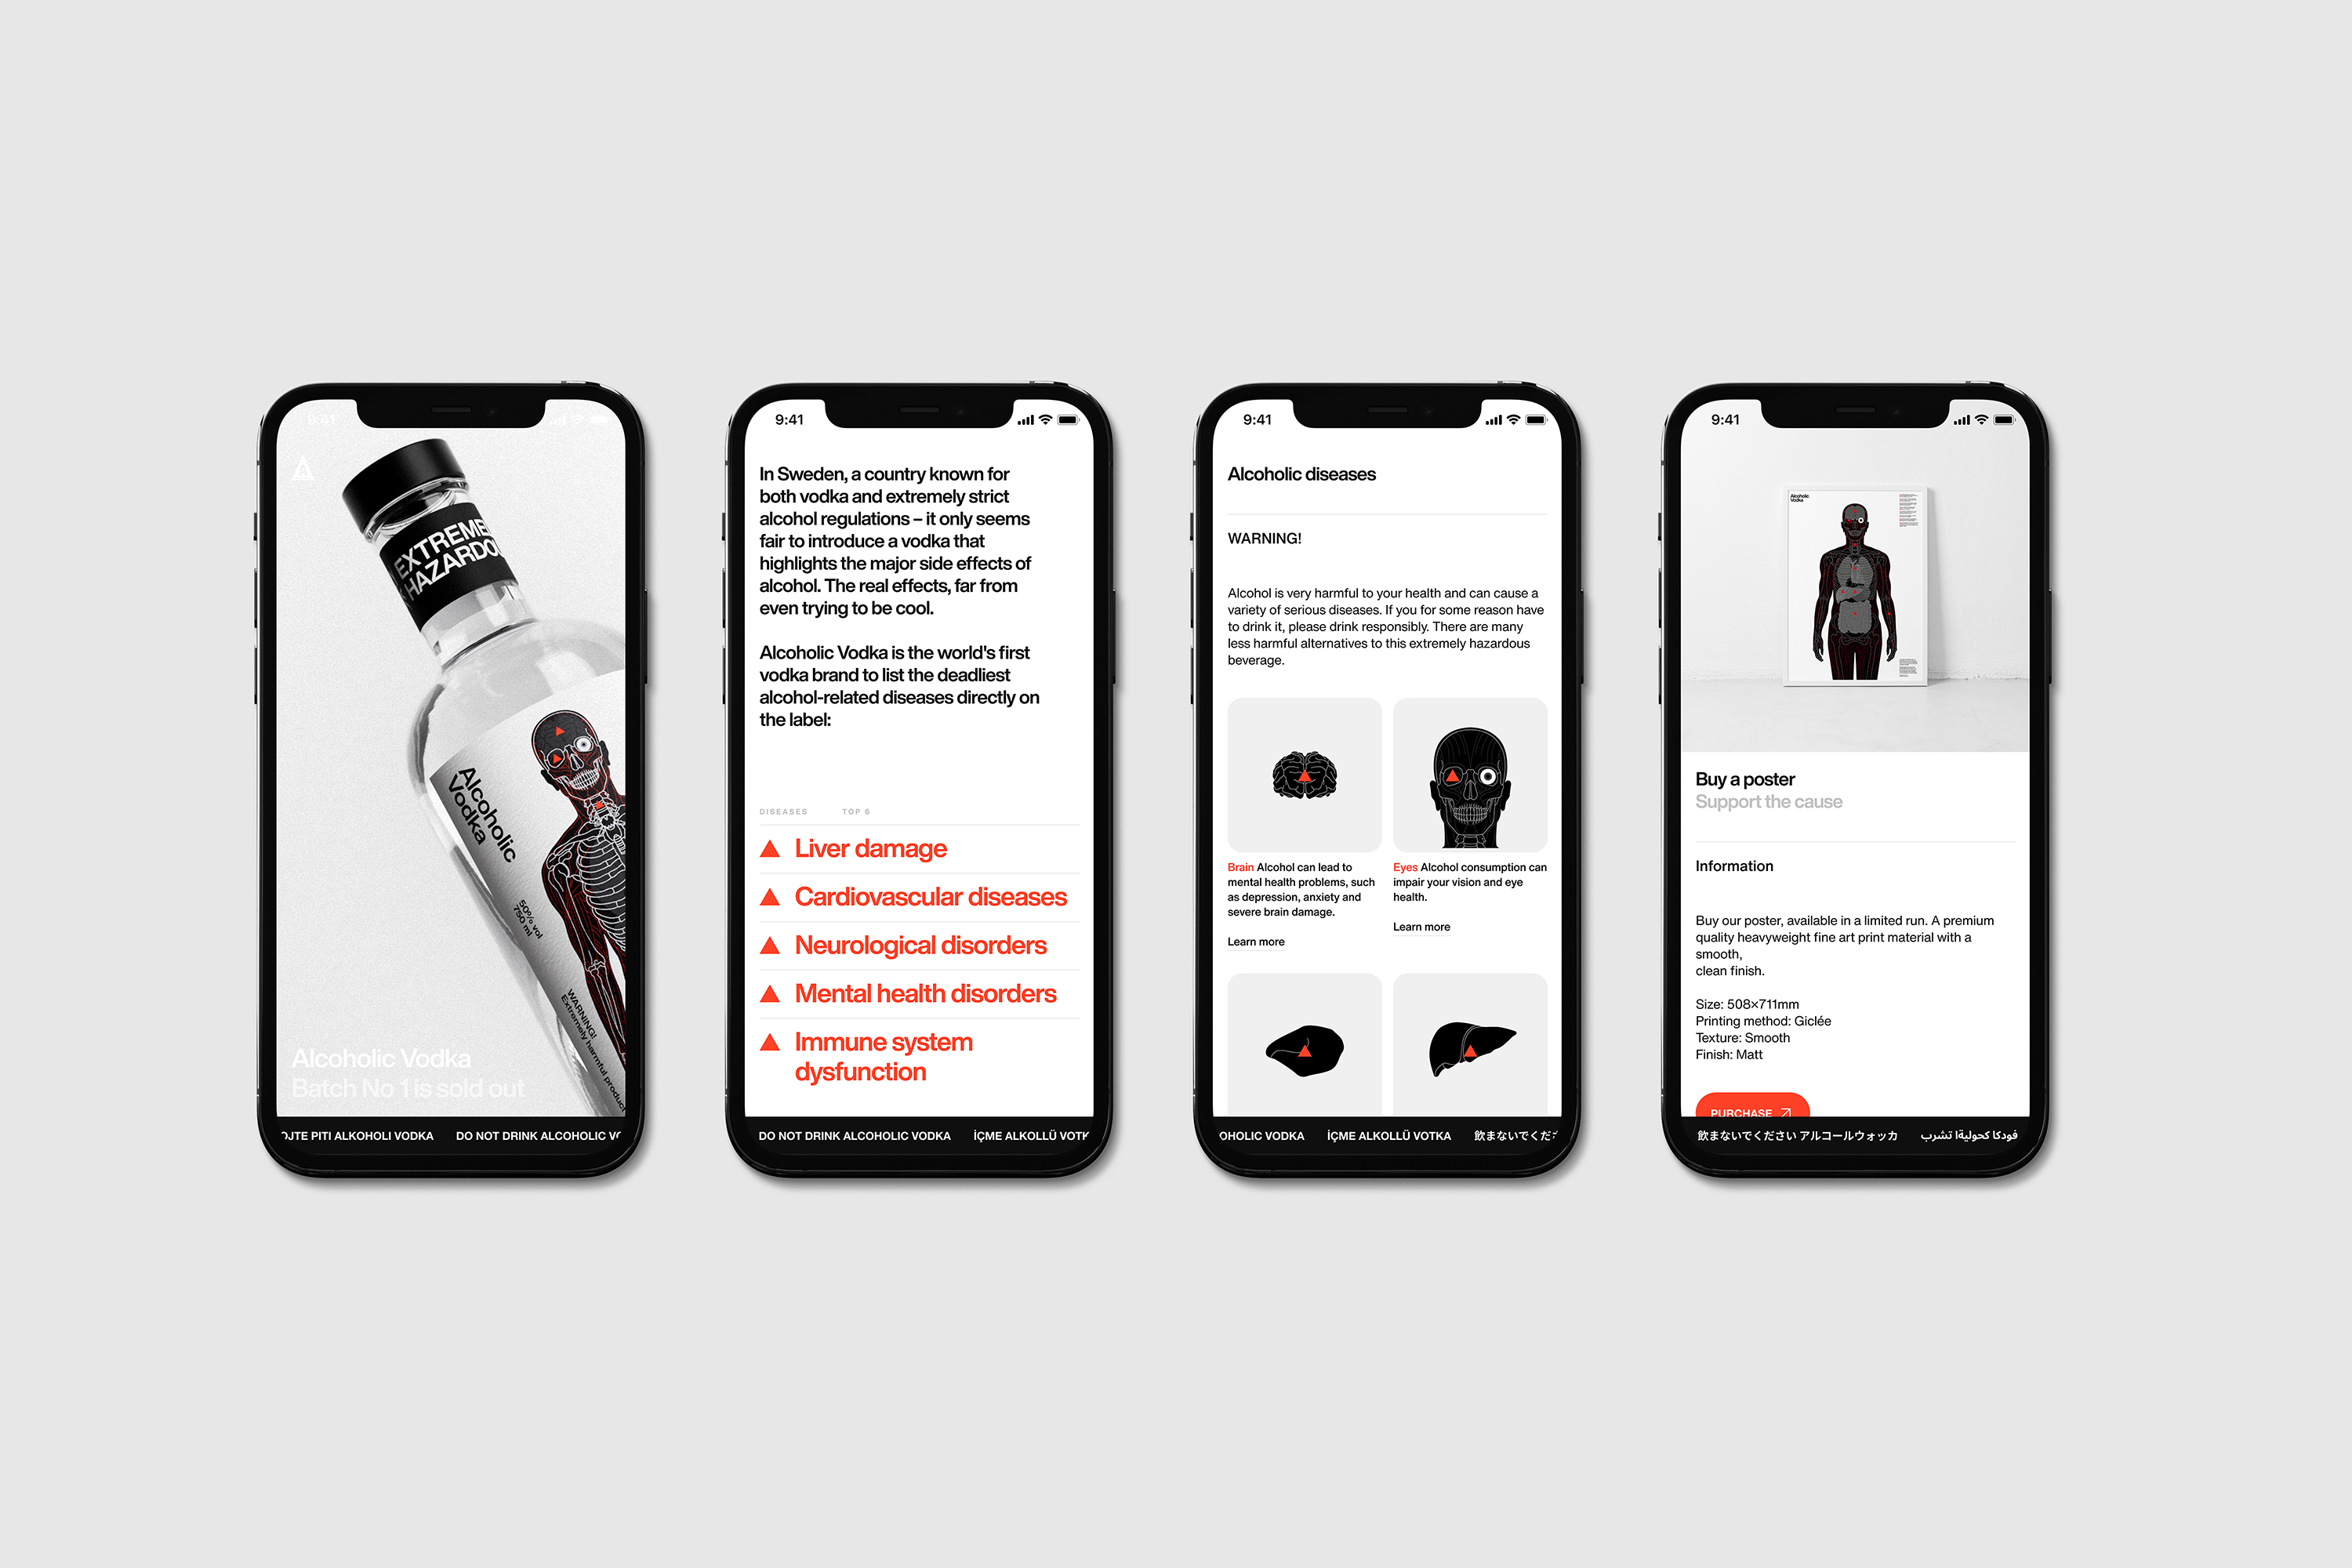 9:41
EXTREME
HAZARDO
Alcoholic
Vodka
50% vol
750 ml
WARNING!
Extremely harmful product
Alcoholic Vodka
Batch No 1 is sold out
OJTE PITI ALKOHOLI VODKA DO NOT DRINK ALCOHOLIC VO
9:41
In Sweden, a country known for
both vodka and extremely strict
alcohol regulations – it only seems
fair to introduce a vodka that
highlights the major side effects of
alcohol. The real effects, far from
even trying to be cool.
Alcoholic Vodka is the world's first
vodka brand to list the deadliest
alcohol-related diseases directly on
the label:
DISEASES TOP 6
Liver damage
Cardiovascular diseases
Neurological disorders
Mental health disorders
Immune system
dysfunction
DO NOT DRINK ALCOHOLIC VODKA İÇME ALKOLLÜ VOTK
9:41
Alcoholic diseases
WARNING!
Alcohol is very harmful to your health and can cause a
variety of serious diseases. If you for some reason have
to drink it, please drink responsibly. There are many
less harmful alternatives to this extremely hazardous
beverage.
Brain Alcohol can lead to
mental health problems, such
as depression, anxiety and
severe brain damage.
Learn more
Eyes Alcohol consumption can
impair your vision and eye
health.
Learn more
OHOLIC VODKA İÇME ALKOLLÜ VOTKA 飲まないでくだ
9:41
Alcoholic
Vodka
Buy a poster
Support the cause
Information
Buy our poster, available in a limited run. A premium
quality heavyweight fine art print material with a
smooth,
clean finish.
Size: 508×711mm
Printing method: Giclée
Texture: Smooth
Finish: Matt
PURCHASE
飲まないでください アルコールウォッカ فودكا كحولية لا تشرب